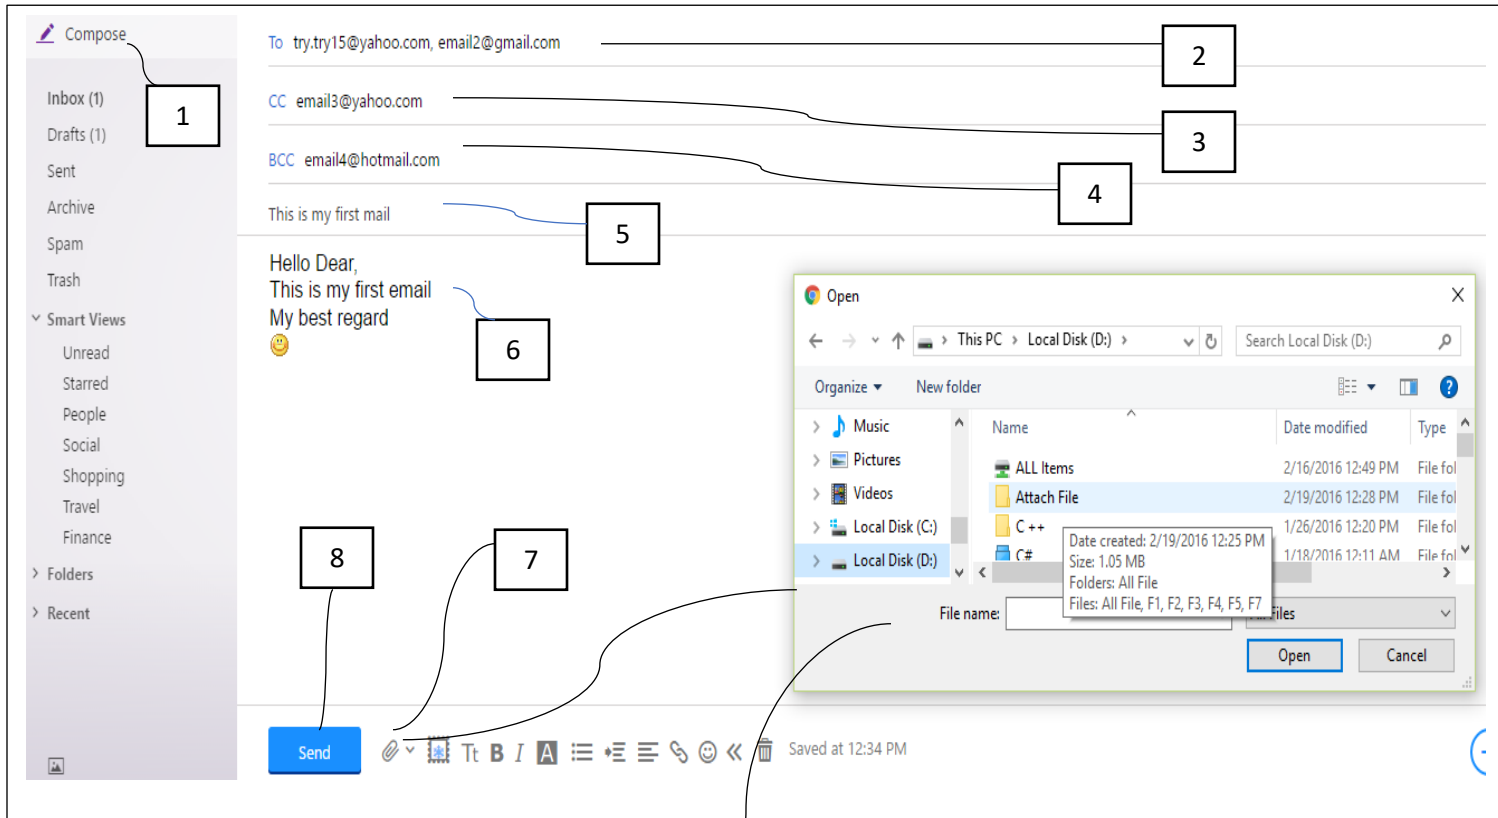 Compose
Inbox (1)
Drafts (1)
Sent
Archive
Spam
Trash
Smart Views
Unread
Starred
People
Social
Shopping
Travel
Finance
Folders
Recent
1
To try.try15@yahoo.com, email2@gmail.com
2
CC email3@yahoo.com
3
BCC email4@hotmail.com
4
This is my first mail
5
Hello Dear,
This is my first email
My best regard
6
7
8
Open
This PC > Local Disk (D:) >
Search Local Disk (D:)
Organize
New folder
Music
Pictures
Videos
Local Disk (C:)
Local Disk (D:)
Name Date modified Type
ALL Items 2/16/2016 12:49 PM File fol
Attach File 2/19/2016 12:28 PM File fol
C ++ 1/26/2016 12:20 PM File fol
C# 1/18/2016 12:11 AM File fol
Date created: 2/19/2016 12:25 PM
Size: 1.05 MB
Folders: All File
Files: All File, F1, F2, F3, F4, F5, F7
File name:
Files
Open
Cancel
Send
Tt B I A
Saved at 12:34 PM